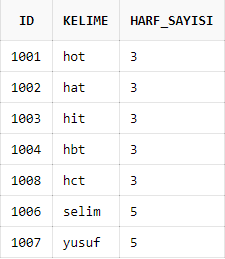 ID KELIME HARF_SAYISI
1001 hot 3
1002 hat 3
1003 hit 3
1004 hbt 3
1008 hct 3
1006 selim 5
1007 yusuf 5